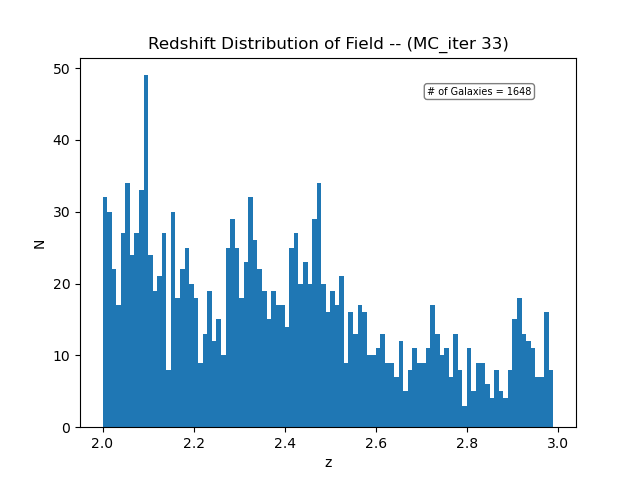 Redshift Distribution of Field -- (MC_iter 33)
# of Galaxies = 1648
N
50
40
30
20
10
0
2.0 2.2 2.4 2.6 2.8 3.0
z